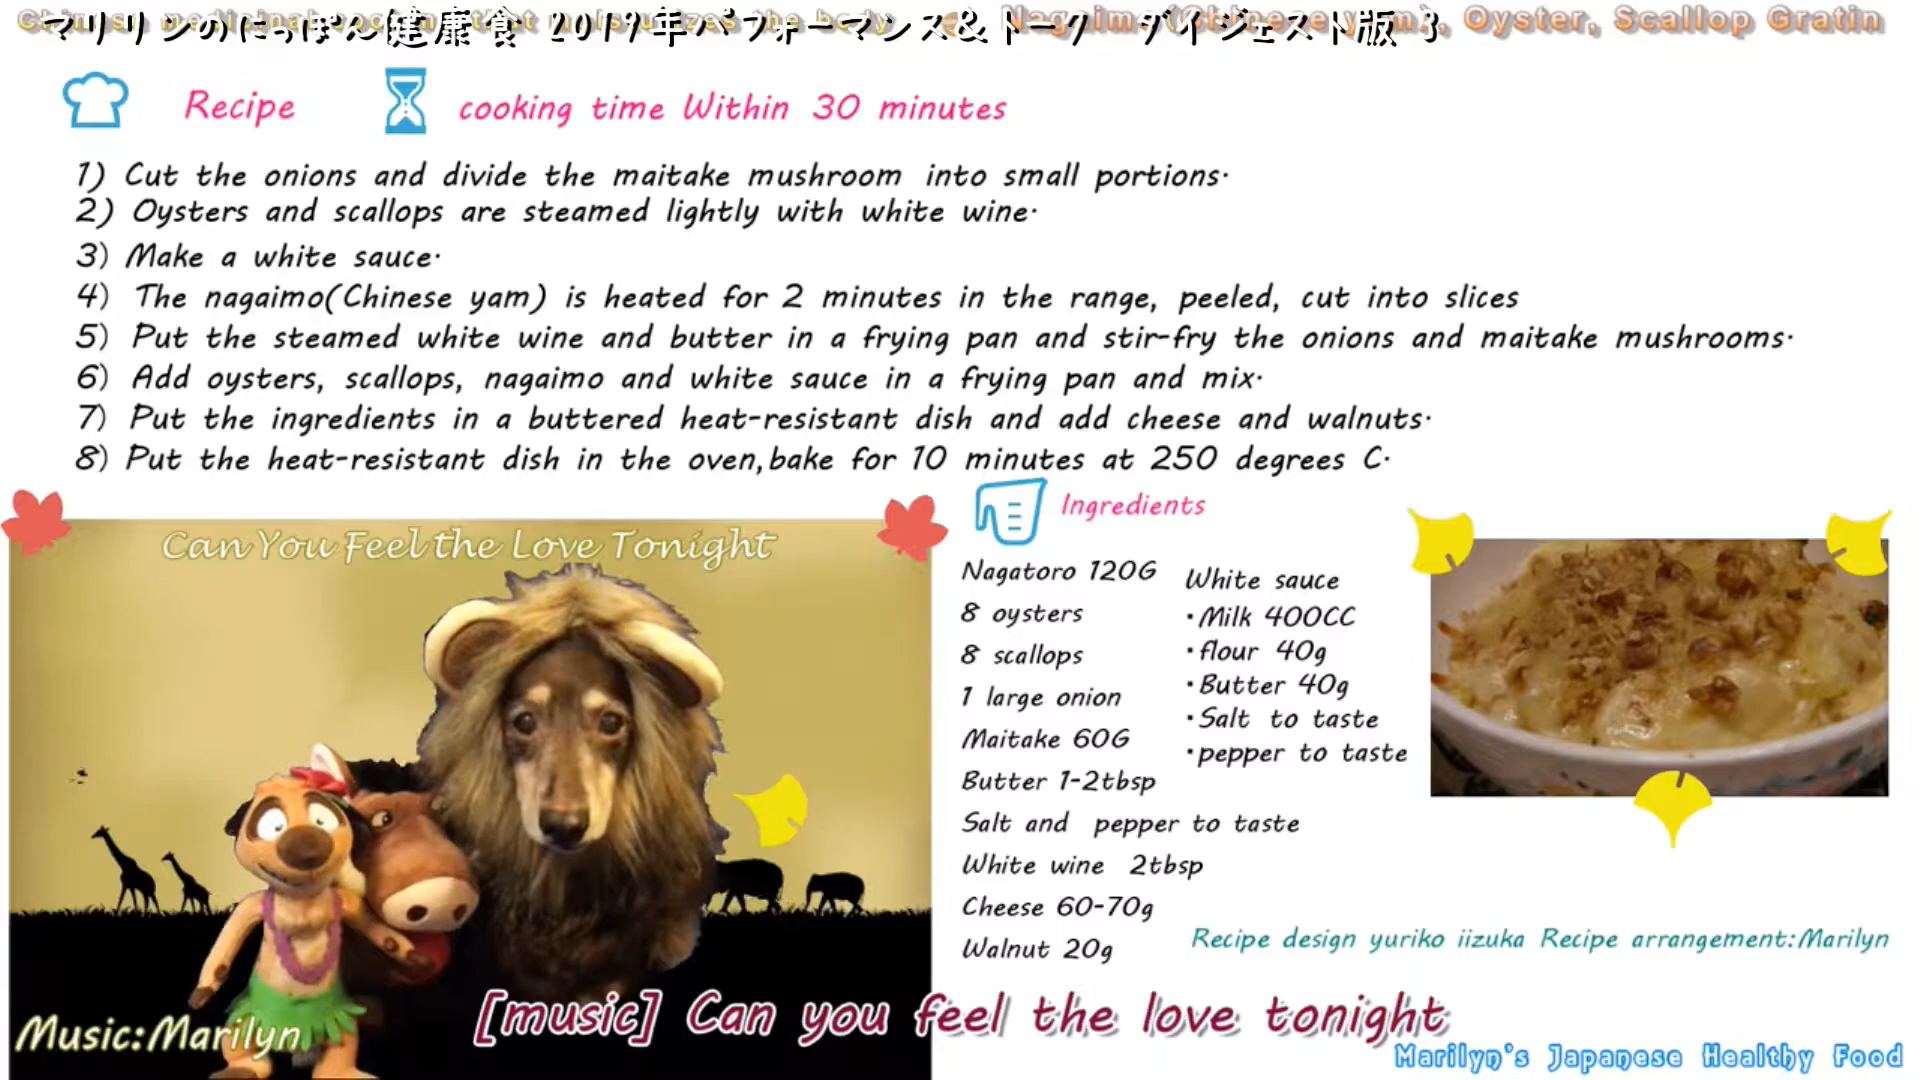 マリリンのにっぽん健康食 2019年パフォーマンス&トーク ダイジェスト版 3
Nagaimo(Chinese yam), Oyster, Scallop Gratin
Recipe
cooking time Within 30 minutes
1) Cut the onions and divide the maitake mushroom into small portions.
2) Oysters and scallops are steamed lightly with white wine.
3) Make a white sauce.
4) The nagaimo(Chinese yam) is heated for 2 minutes in the range, peeled, cut into slices
5) Put the steamed white wine and butter in a frying pan and stir-fry the onions and maitake mushrooms.
6) Add oysters, scallops, nagaimo and white sauce in a frying pan and mix.
7) Put the ingredients in a buttered heat-resistant dish and add cheese and walnuts.
8) Put the heat-resistant dish in the oven,bake for 10 minutes at 250 degrees C.
Can You Feel the Love Tonight
Ingredients
Nagatoro 120G
8 oysters
8 scallops
1 large onion
Maitake 60G
Butter 1-2tbsp
Salt and pepper to taste
White wine 2tbsp
Cheese 60-70g
Walnut 20g
White sauce
・Milk 400CC
・flour 40g
・Butter 40g
・Salt to taste
・pepper to taste
Recipe design yuriko iizuka Recipe arrangement:Marilyn
Music:Marilyn
[music] Can you feel the love tonight
Marilyn's Japanese Healthy Food